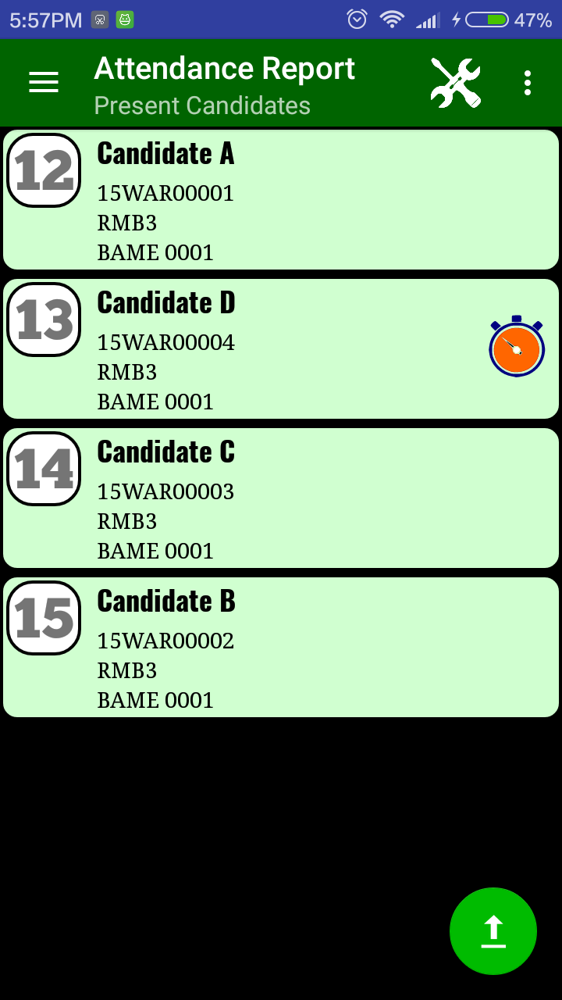 5:57PM 47%
Attendance Report
Present Candidates
12
Candidate A
15WAR00001
RMB3
BAME 0001
13
Candidate D
15WAR00004
RMB3
BAME 0001
14
Candidate C
15WAR00003
RMB3
BAME 0001
15
Candidate B
15WAR00002
RMB3
BAME 0001